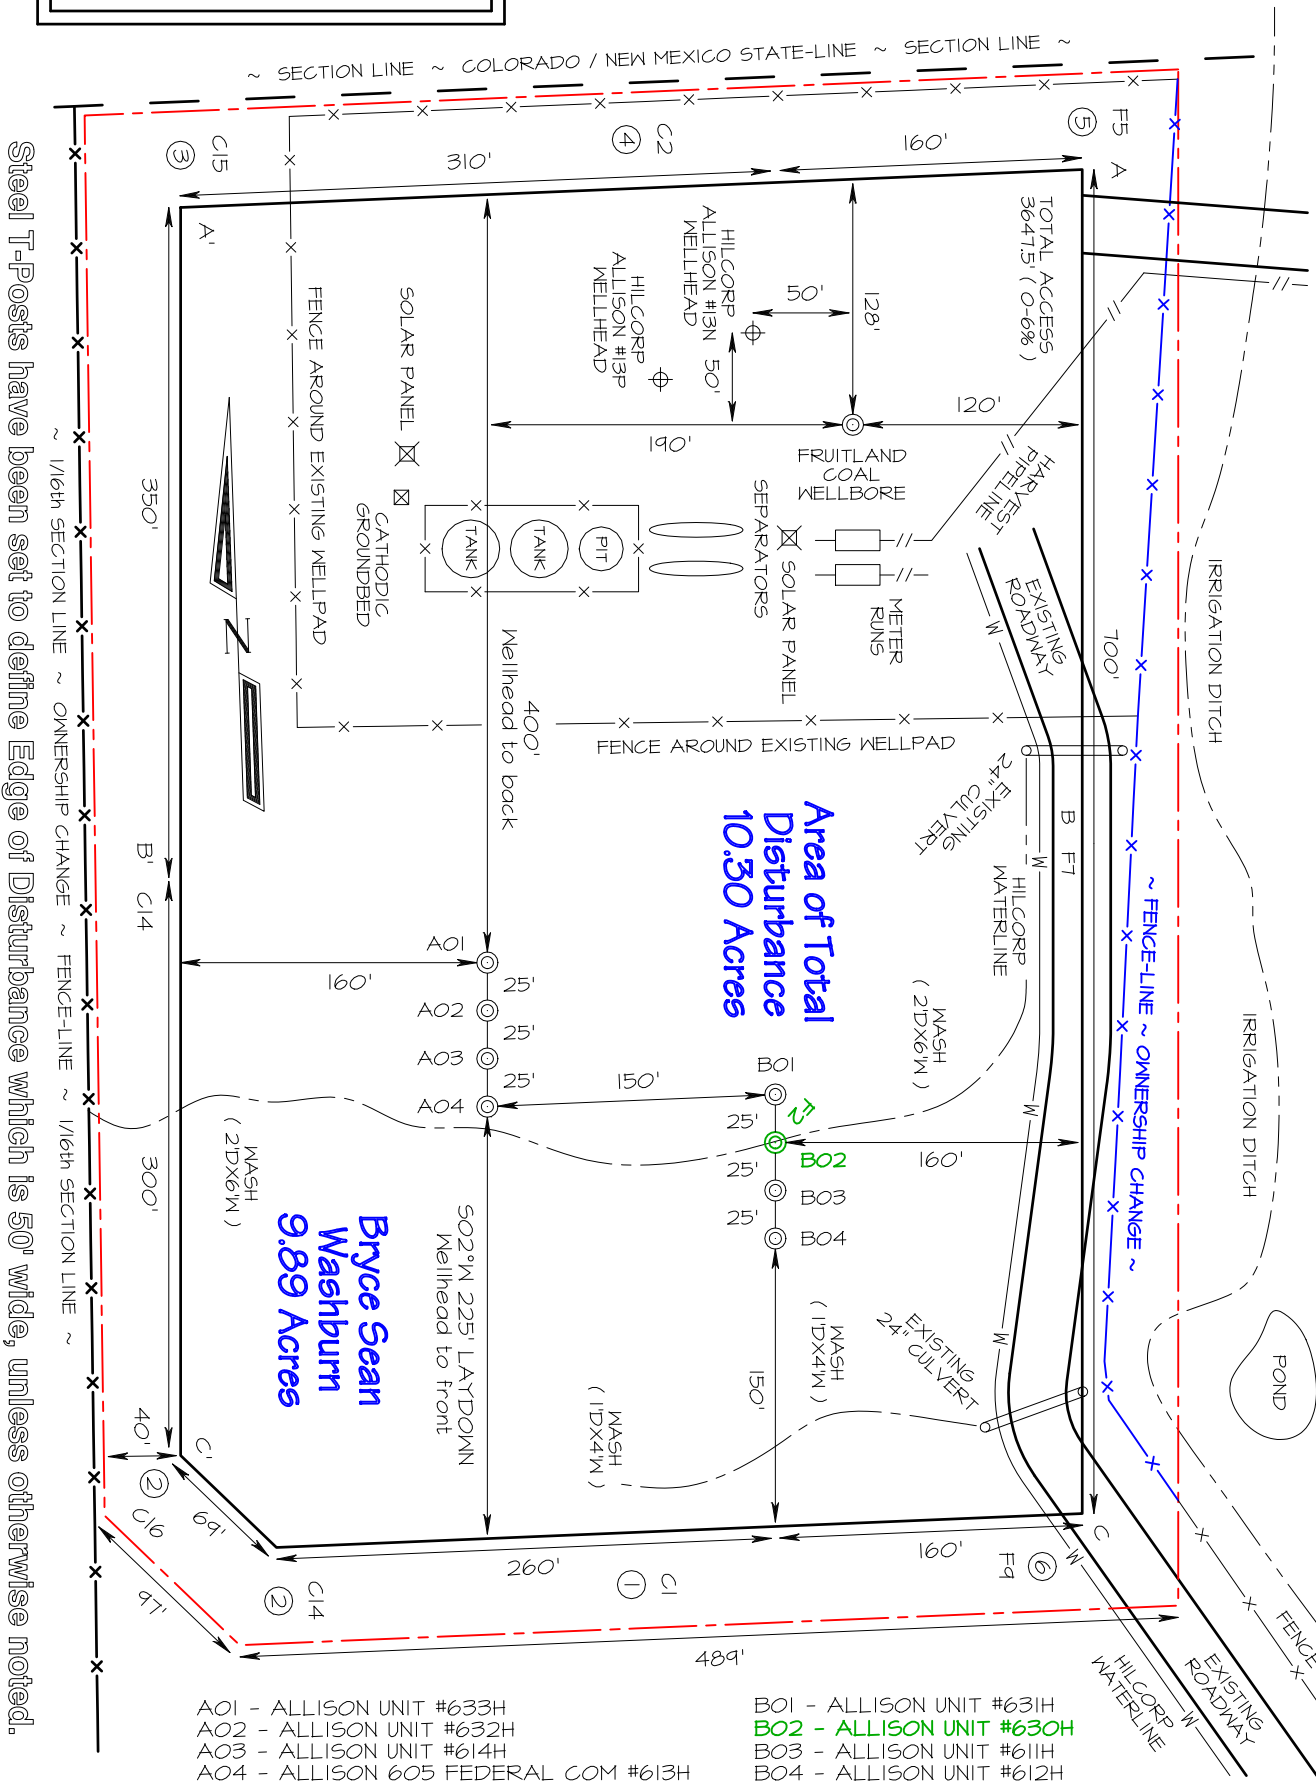 ~ SECTION LINE ~ COLORADO / NEW MEXICO STATE-LINE ~ SECTION LINE ~
F5
A
5
C2
4
C15
3
310'
160'
A'
TOTAL ACCESS
3647.5' ( 0-6% )
HILCORP
ALLISON #13N
WELLHEAD
HILCORP
ALLISON #13P
WELLHEAD
50'
50'
128'
120'
190'
FRUITLAND
COAL
WELLBORE
SOLAR PANEL
FENCE AROUND EXISTING WELLPAD
CATHODIC
GROUNDBED
TANK
TANK
PIT
SEPARATORS
SOLAR PANEL
METER
RUNS
HARVEST
PIPELINE
EXISTING
ROADWAY
700'
350'
N
IRRIGATION DITCH
Wellhead to back
400'
FENCE AROUND EXISTING WELLPAD
24" EXISTING
CULVERT
B F7
HILCORP
WATERLINE
W
W
W
W
W
W
W
~ FENCE-LINE ~ OWNERSHIP CHANGE ~
Area of Total
Disturbance
10.30 Acres
B'
C14
A01
A02
A03
A04
25'
25'
25'
160'
150'
B01
F2
B02
B03
B04
25'
25'
25'
160'
WASH
( 2'DX6'W )
IRRIGATION DITCH
WASH
( 2'DX6'W )
300'
Bryce Sean
Washburn
9.89 Acres
S02°W 225' LAYDOWN
Wellhead to front
WASH
( 1'DX4'W )
WASH
( 1'DX4'W )
EXISTING
24" CULVERT
150'
POND
40'
C'
2
C16
69'
97'
C14
2
260'
C1
1
160'
F9
6
C
489'
FENCE
EXISTING
ROADWAY
HILCORP
WATERLINE
~ 1/16th SECTION LINE ~ OWNERSHIP CHANGE ~ FENCE-LINE ~ 1/16th SECTION LINE ~
Steel T-Posts have been set to define Edge of Disturbance which is 50' wide, unless otherwise noted.
A01 - ALLISON UNIT #633H
A02 - ALLISON UNIT #632H
A03 - ALLISON UNIT #614H
A04 - ALLISON 605 FEDERAL COM #613H
B01 - ALLISON UNIT #631H
B02 - ALLISON UNIT #630H
B03 - ALLISON UNIT #611H
B04 - ALLISON UNIT #612H